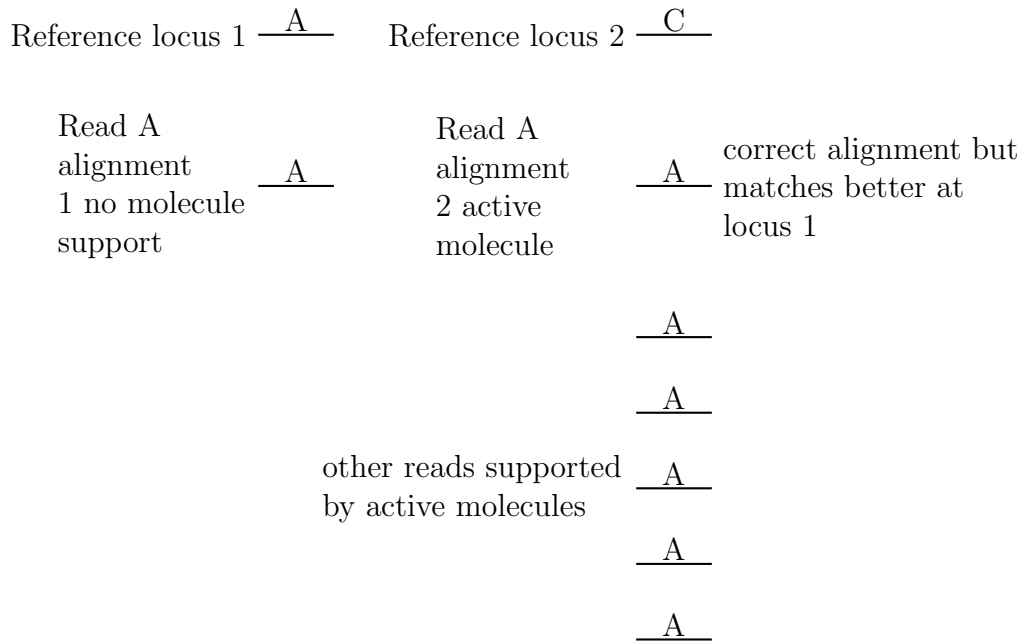 Reference locus 1 A
Reference locus 2 C
Read A
alignment
1 no molecule
support
A
Read A
alignment
2 active
molecule
A
correct alignment but
matches better at
locus 1
A
A
other reads supported
by active molecules
A
A
A